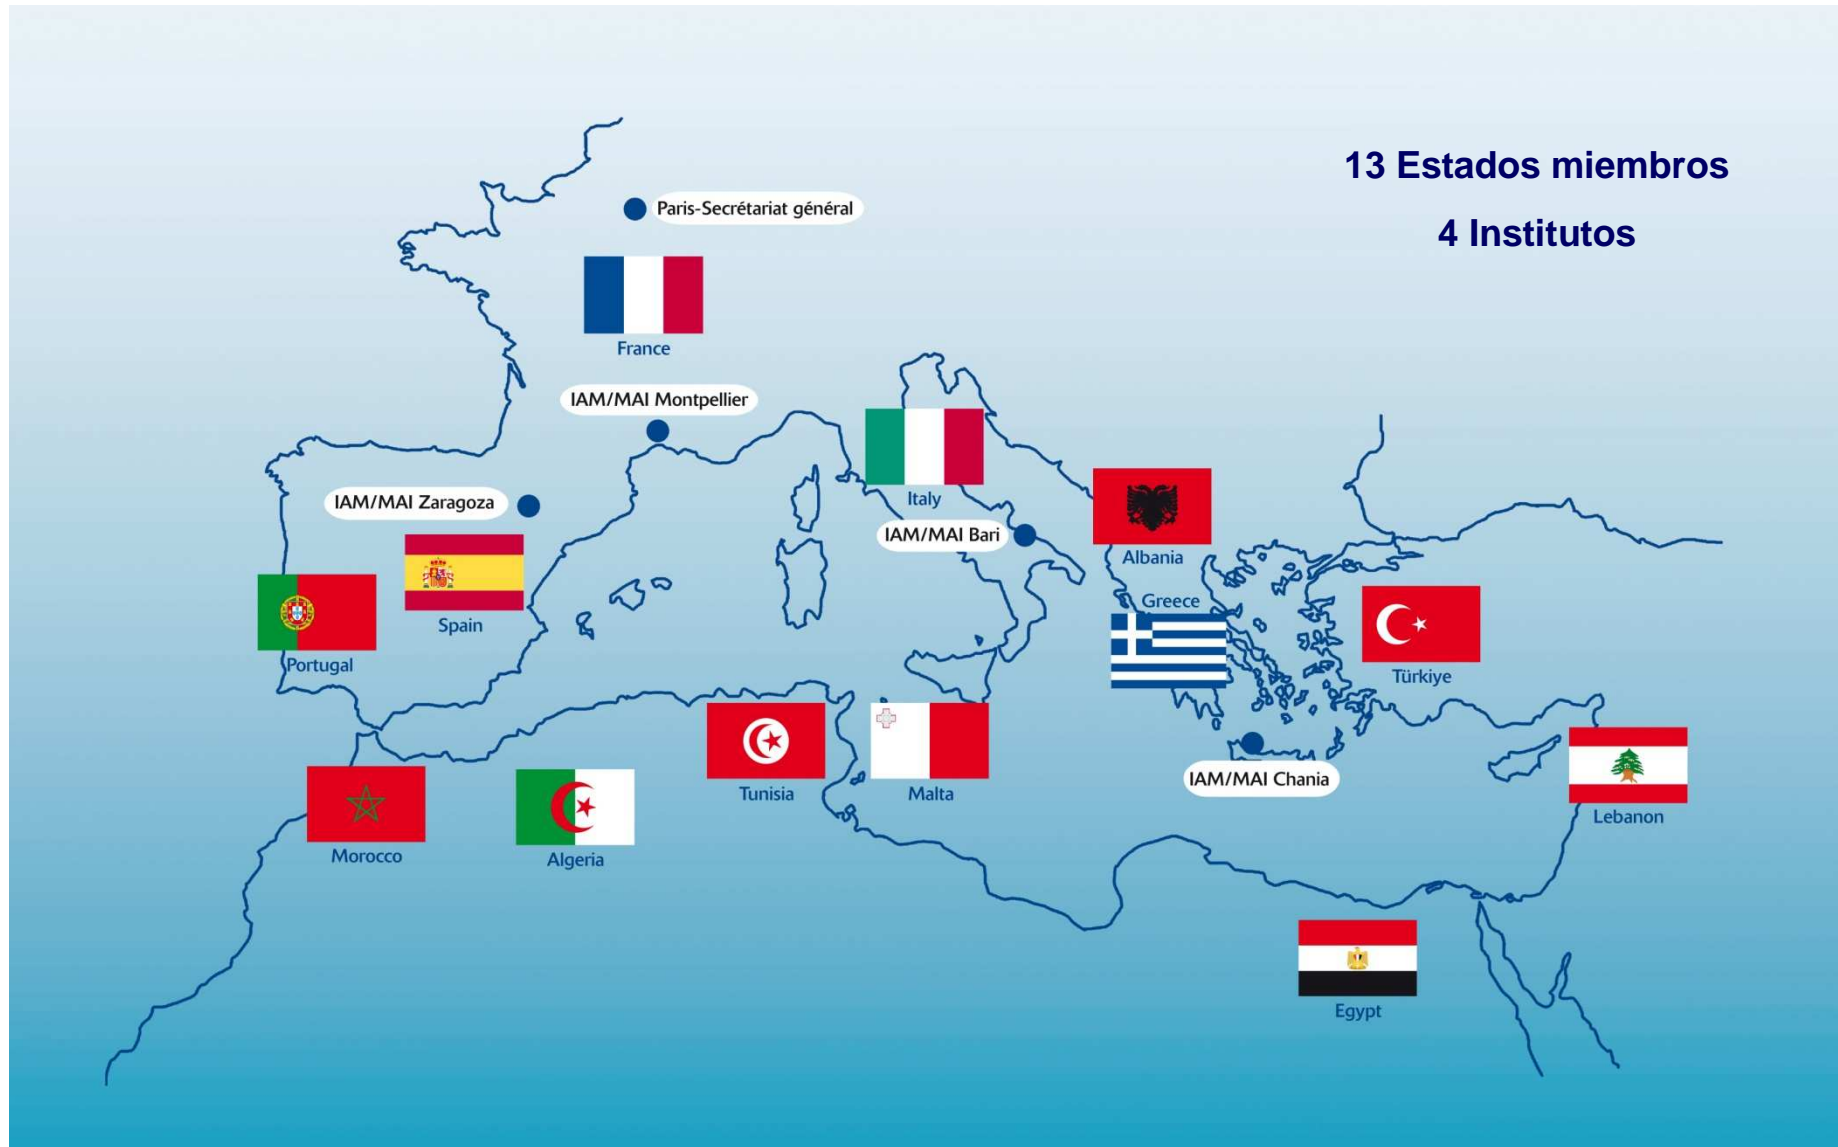 13 Estados miembros
4 Institutos
Paris-Secrétariat général
France
IAM/MAI Montpellier
Italy
IAM/MAI Zaragoza
IAM/MAI Bari
Albania
Greece
Spain
Portugal
Türkiye
IAM/MAI Chania
Tunisia
Malta
Lebanon
Morocco
Algeria
Egypt